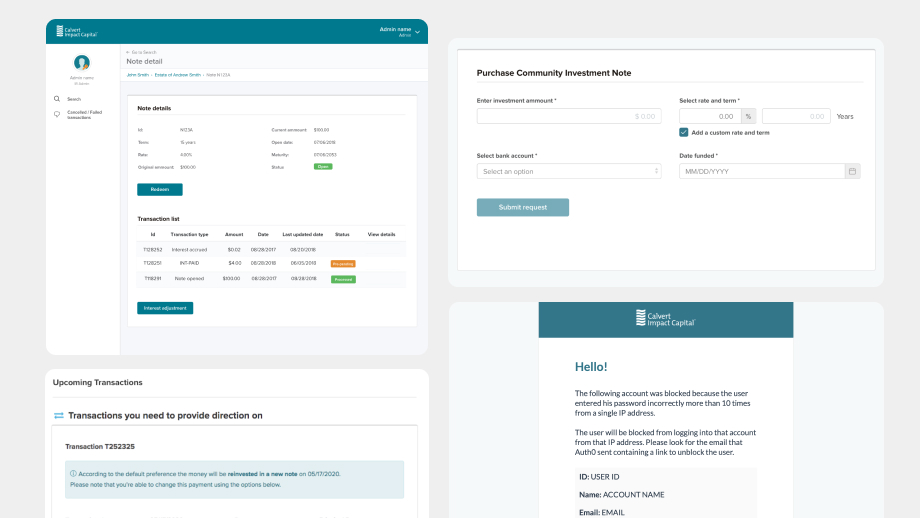 Calvert
Impact Capital
Admin name
Admin
Admin name
Go to Search
Note detail
John Smith > Estate of Andrew Smith > Note N123A
Search
Cancelled / Failed
transactions
Note details
Id: N123A
Term: 15 years
Rate: 4.00%
Original ammount: $100.00
Current ammount: $100.00
Open date: 07/06/2018
Maturity: 07/06/2053
Status
Redeem
Transaction list
Id Transaction type Amount Date Last updated date Status View details
T128252 Interest accrued $0.02 08/28/2017 08/20/2018
T128251 INT-PAID $4.00 08/28/2018 06/05/2018 Processing
T118291 Note opened $100.00 08/28/2017 08/28/2018 Processed
Interest adjustment
Purchase Community Investment Note
Enter investment ammount *
$ 0.00
Select rate and term *
0.00 % 0.00 Years
Add a custom rate and term
Select bank account *
Select an option
Date funded *
MM/DD/YYYY
Submit request
Upcoming Transactions
Transactions you need to provide direction on
Transaction T252325
According to the default preference the money will be reinvested in a new note on 05/17/2020.
Please note that you're able to change this payment using the options below.
Calvert
Impact Capital
Hello!
The following account was blocked because the user
entered his password incorrectly more than 10 times
from a single IP address.
The user will be blocked from logging into that account
from that IP address. Please look for the email that
Auth0 sent containing a link to unblock the user.
ID: USER ID
Name: ACCOUNT NAME
Email: EMAIL